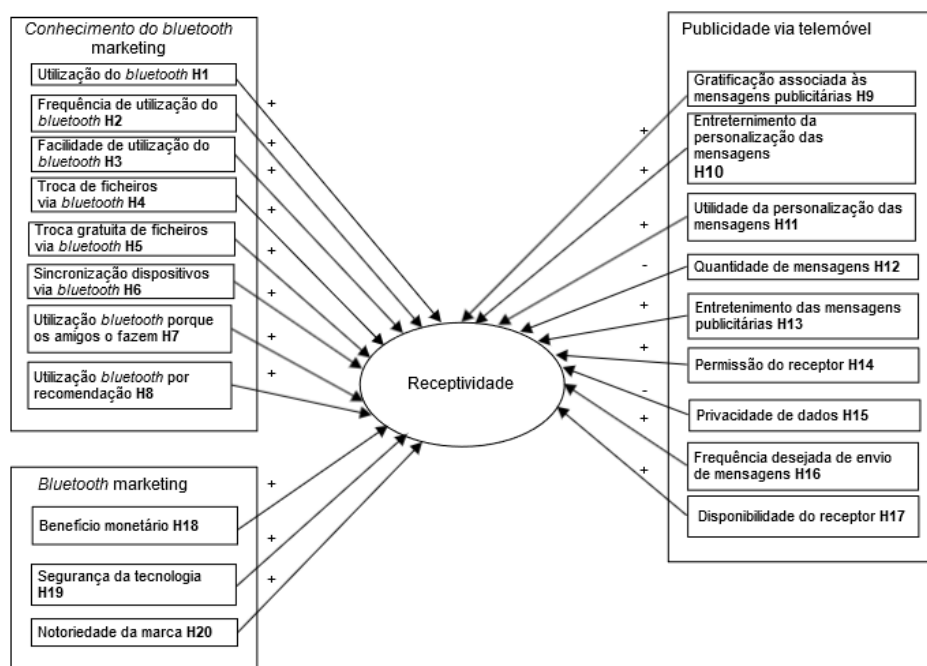 Conhecimento do bluetooth
marketing
Utilização do bluetooth H1
Frequência de utilização do
bluetooth H2
Facilidade de utilização do
bluetooth H3
Troca de ficheiros
via bluetooth H4
Troca gratuita de ficheiros
via bluetooth H5
Sincronização dispositivos
via bluetooth H6
Utilização bluetooth porque
os amigos o fazem H7
Utilização bluetooth por
recomendação H8
+
+
+
+
+
+
+
+
Bluetooth marketing
Benefício monetário H18
Segurança da tecnologia
H19
Notoriedade da marca H20
+
+
+
Receptividade
Publicidade via telemóvel
Gratificação associada às
mensagens publicitárias H9
Entreternimento da
personalização das
mensagens
H10
Utilidade da personalização das
mensagens H11
Quantidade de mensagens H12
Entretenimento das mensagens
publicitárias H13
Permissão do receptor H14
Privacidade de dados H15
Frequência desejada de envio
de mensagens H16
Disponibilidade do receptor H17
+
+
+
-
+
+
-
+
+